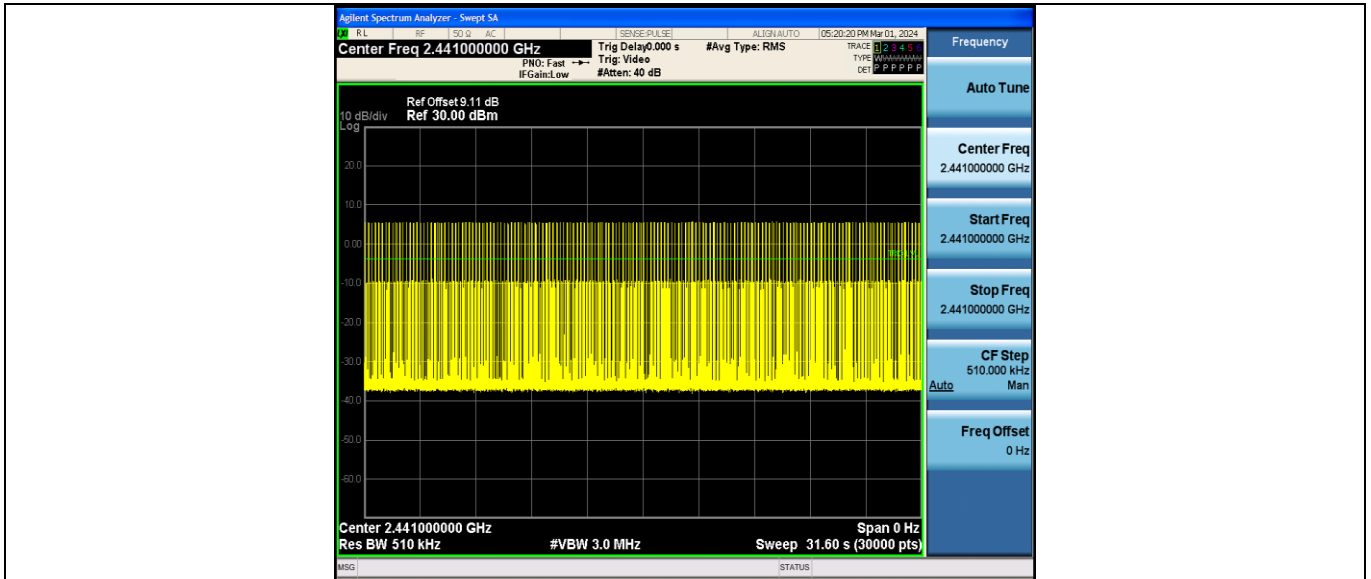 Agilent Spectrum Analyzer - Swept SA
LXI RL RF 50 Ω AC SENSE:PULSE ALIGN AUTO 05:20:20 PM Mar 01, 2024
Center Freq 2.441000000 GHz
PNO: Fast
IFGain:Low
Trig Delay0.000 s
Trig: Video
#Atten: 40 dB
#Avg Type: RMS
TRACE 1 2 3 4 5 6
TYPE
DET P P P P P P
Frequency
Auto Tune
Center Freq
2.441000000 GHz
Start Freq
2.441000000 GHz
Stop Freq
2.441000000 GHz
CF Step
510.000 kHz
Auto Man
Freq Offset
0 Hz
Ref Offset 9.11 dB
10 dB/div Ref 30.00 dBm
Log
20.0
10.0
0.00
-10.0
-20.0
-30.0
-40.0
-50.0
-60.0
Center 2.441000000 GHz Span 0 Hz
Res BW 510 kHz #VBW 3.0 MHz Sweep 31.60 s (30000 pts)
MSG STATUS